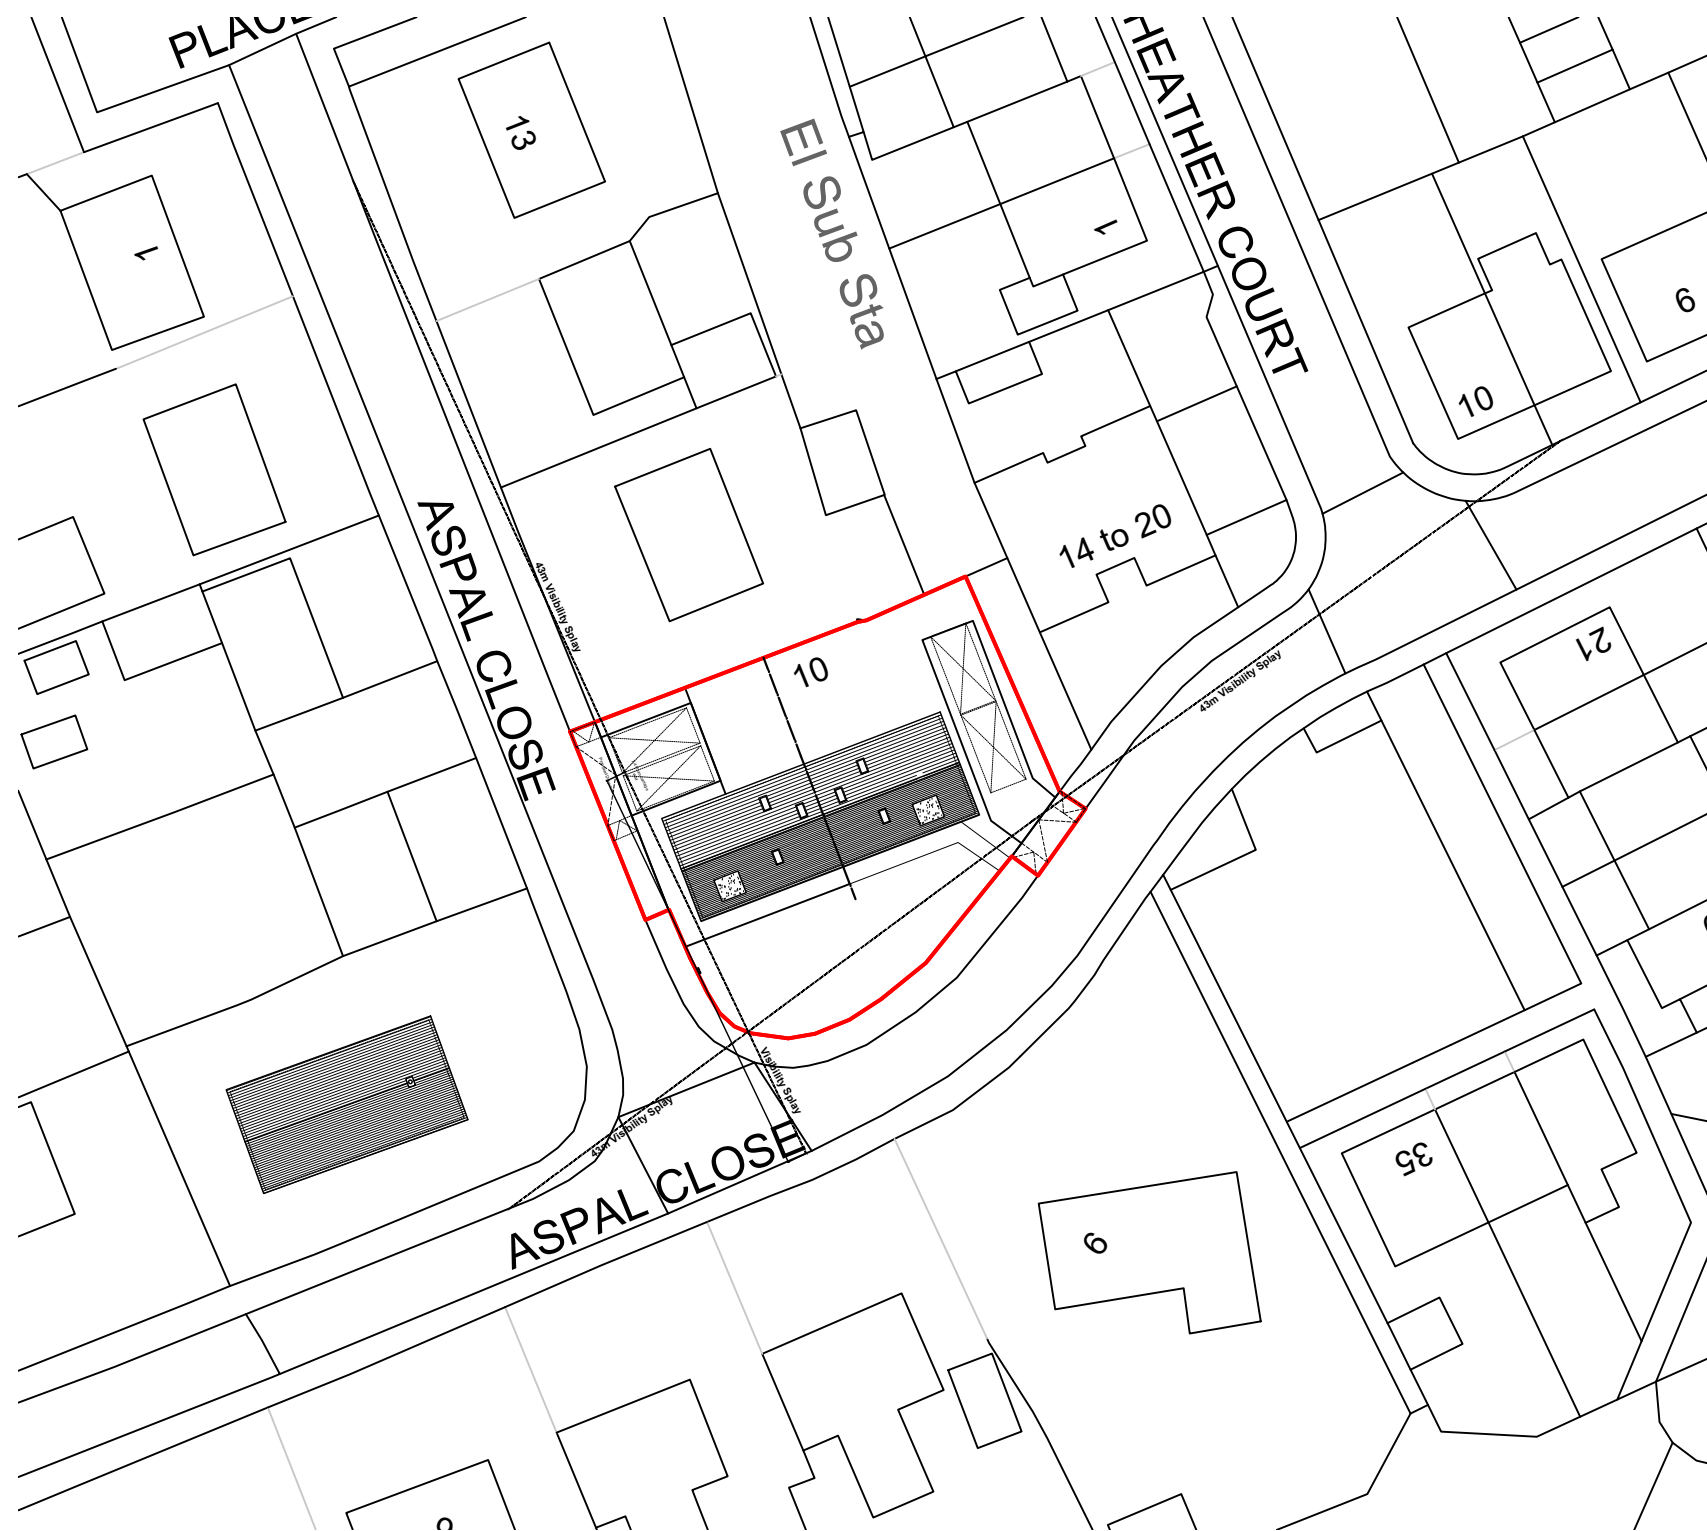 PLACE
HEATHER COURT
13
El Sub Sta
1
1
6
10
ASPAL CLOSE
14 to 20
43m Visibility Splay
10
21
43m Visibility Splay
Visibility Splay
43m Visibility Splay
ASPAL CLOSE
35
9